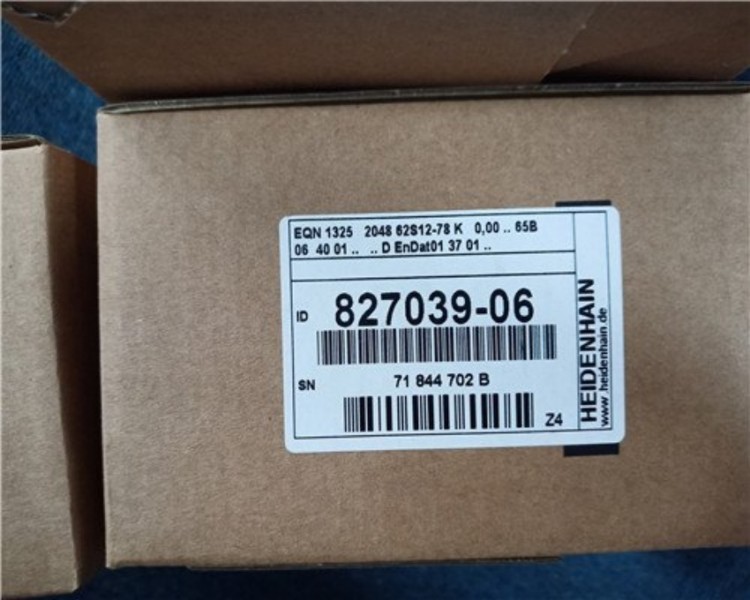 EQN 1325 2048 62S12-78 K 0,00 .. 65B
06 40 01 .. .. D EnDat01 37 01 ..
ID 827039-06
SN 71 844 702 B
Z4
HEIDENHAIN
www.heidenhain.de